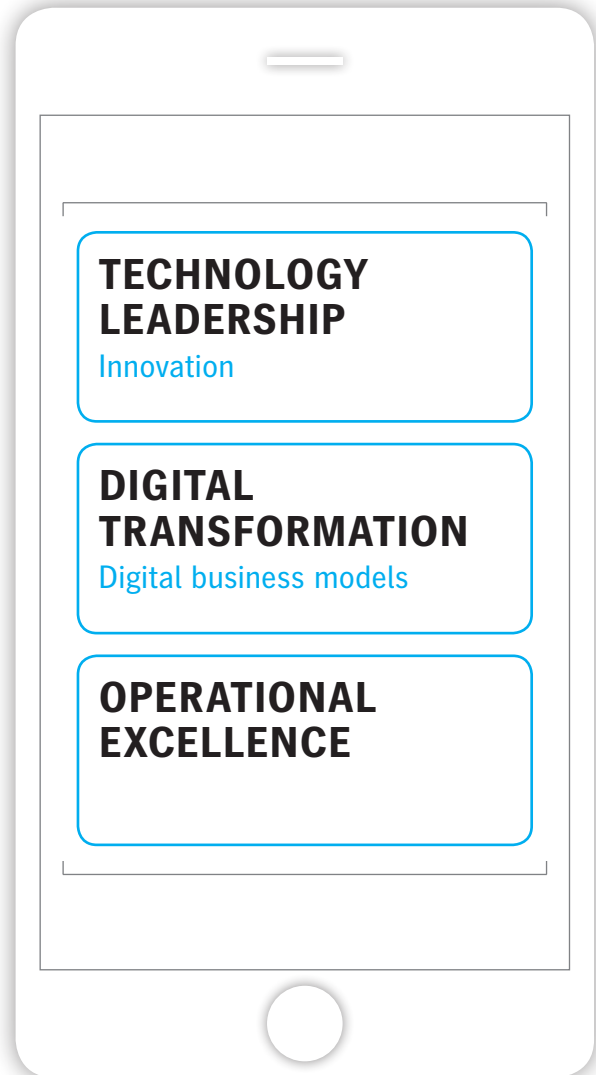 TECHNOLOGY
LEADERSHIP
Innovation
DIGITAL
TRANSFORMATION
Digital business models
OPERATIONAL
EXCELLENCE